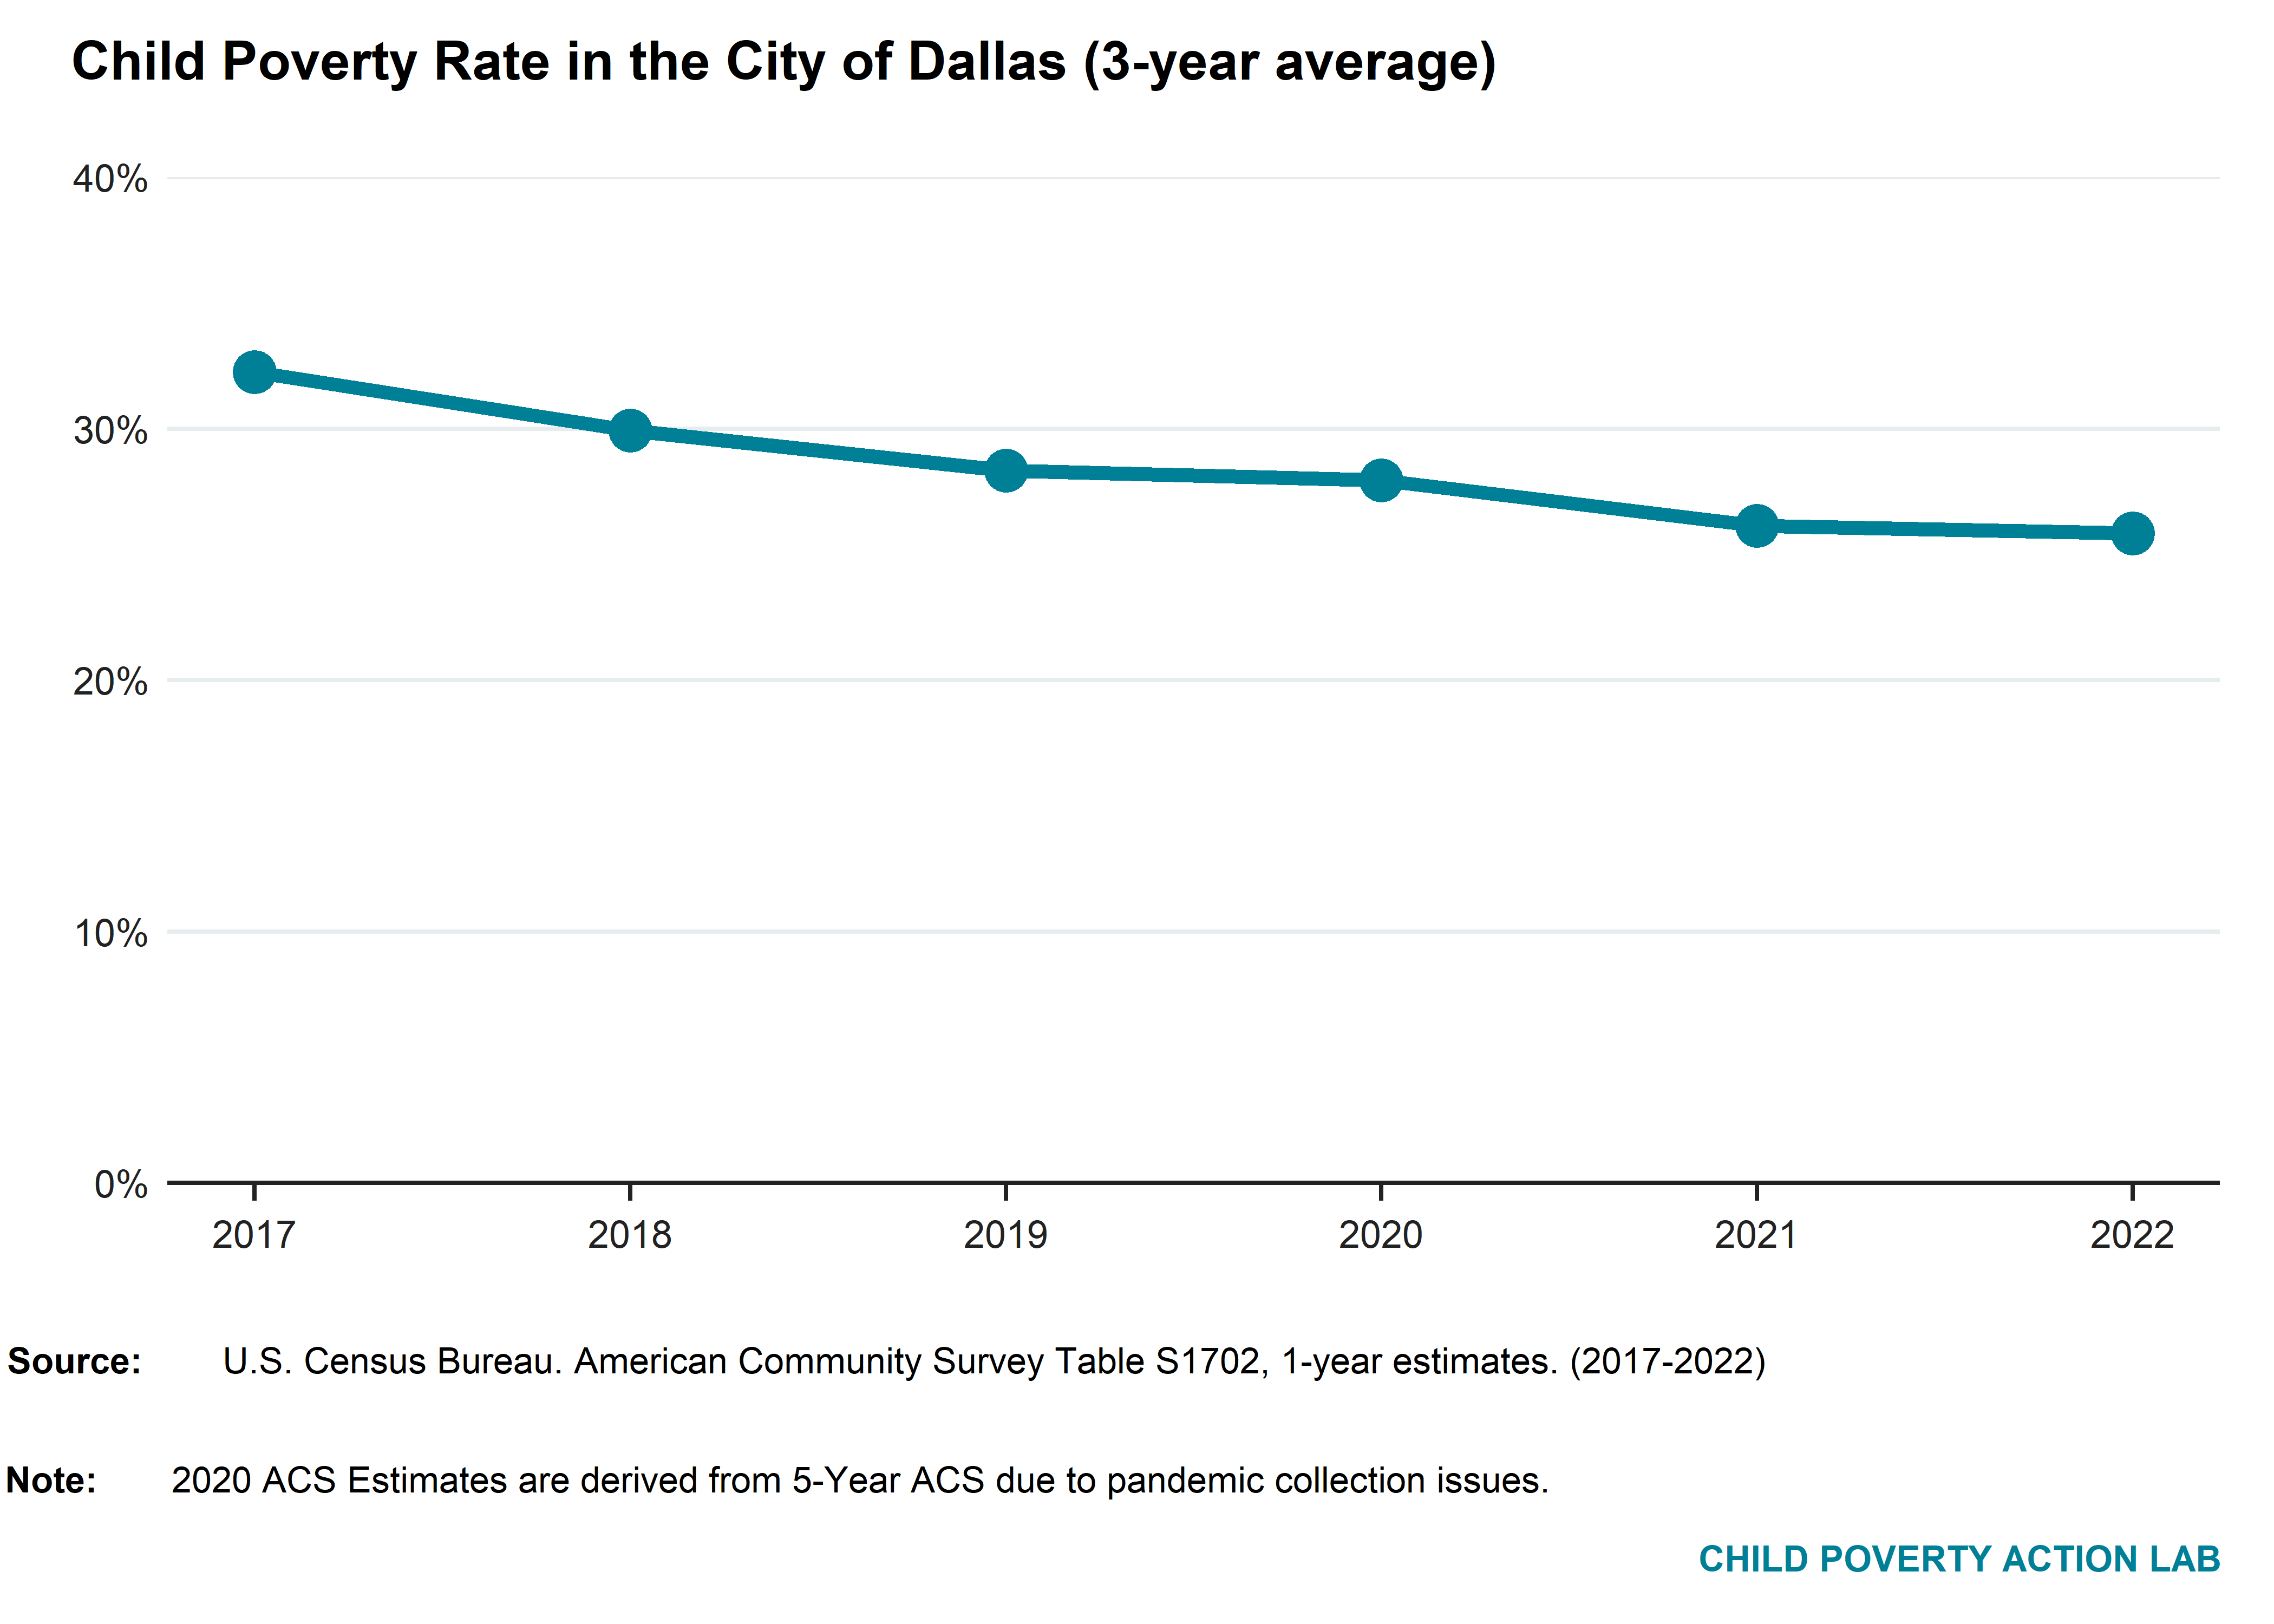 Child Poverty Rate in the City of Dallas (3-year average)
40%
30%
20%
10%
0%
2017 2018 2019 2020 2021 2022
Source: U.S. Census Bureau. American Community Survey Table S1702, 1-year estimates. (2017-2022)
Note: 2020 ACS Estimates are derived from 5-Year ACS due to pandemic collection issues.
CHILD POVERTY ACTION LAB